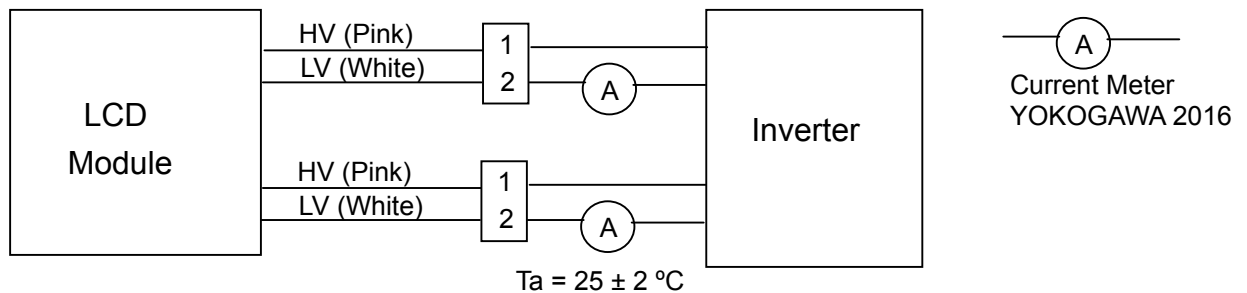 LCD
Module
HV (Pink)
LV (White)
1
2
A
HV (Pink)
LV (White)
1
2
A
Ta = 25 ± 2 ºC
Inverter
A
Current Meter
YOKOGAWA 2016